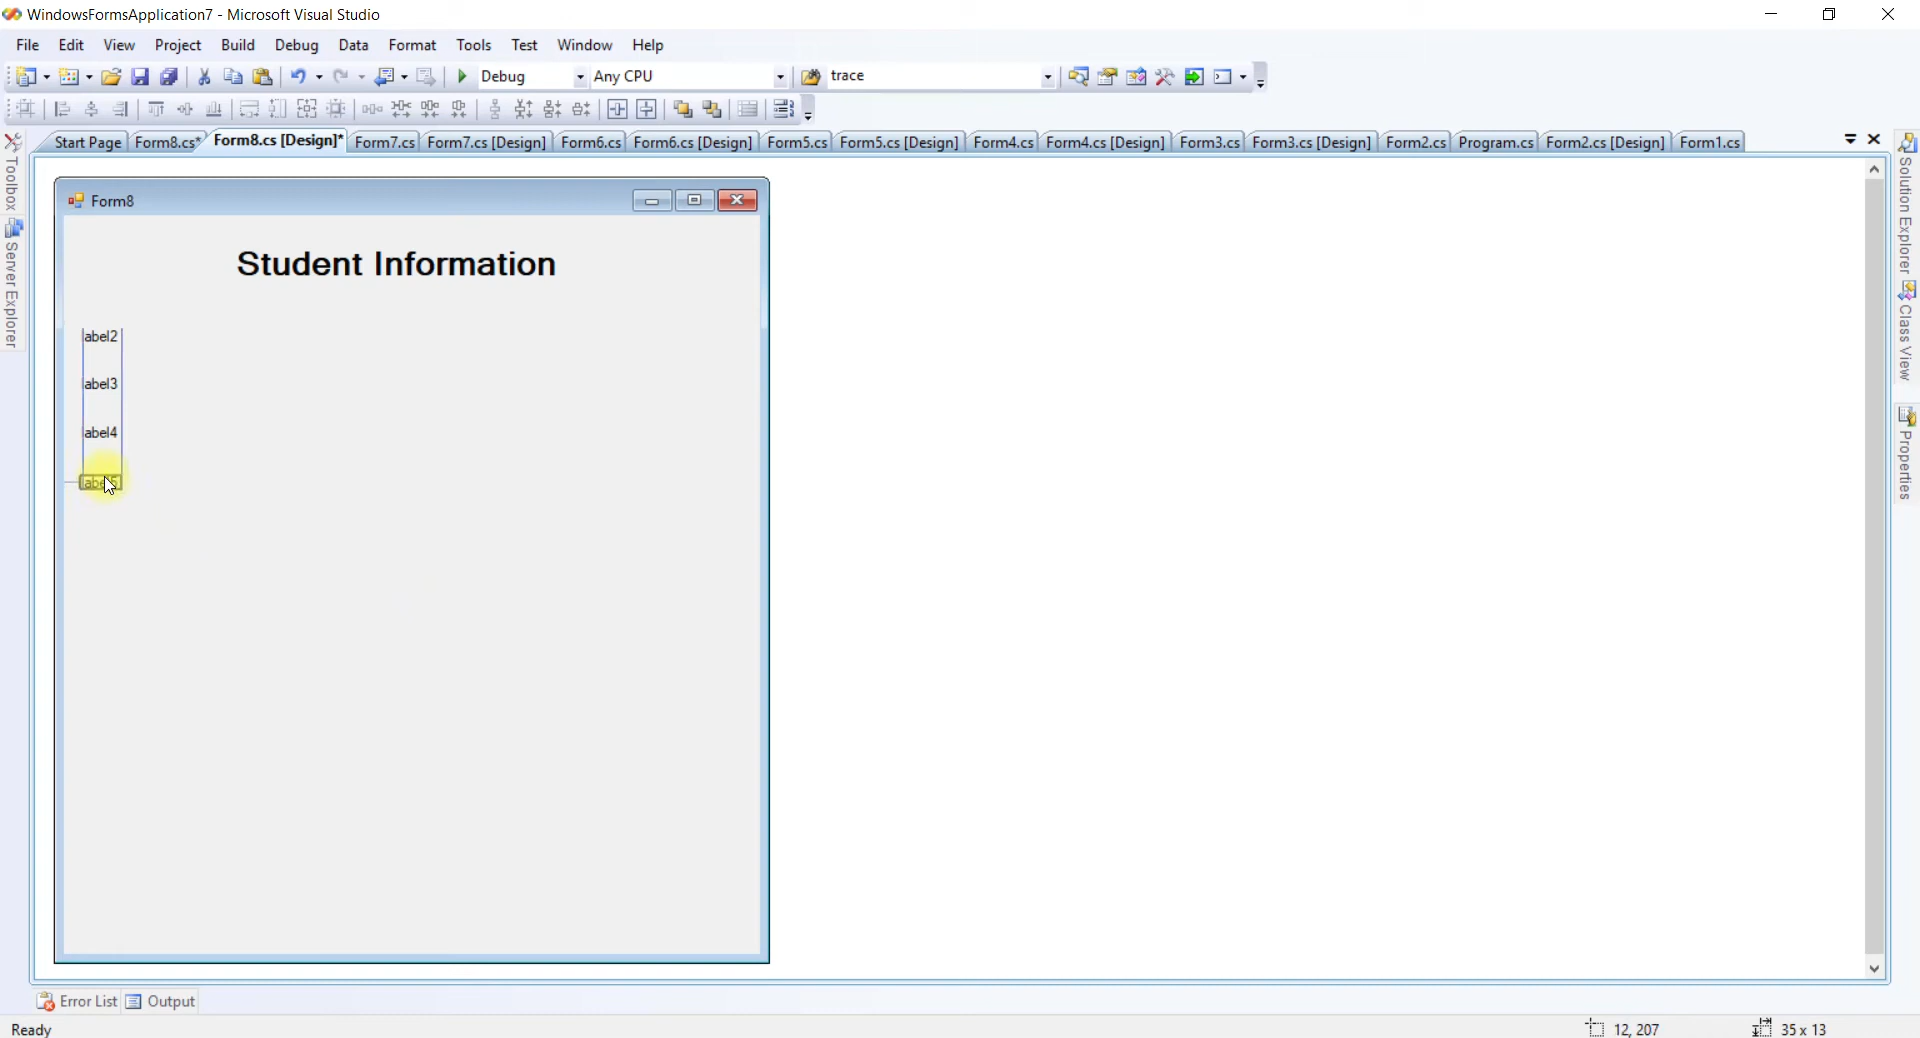 WindowsFormsApplication7 - Microsoft Visual Studio
File Edit View Project Build Debug Data Format Tools Test Window Help
Debug Any CPU trace
Start Page Form8.cs* Form8.cs [Design]* Form7.cs Form7.cs [Design] Form6.cs Form6.cs [Design] Form5.cs Form5.cs [Design] Form4.cs Form4.cs [Design] Form3.cs Form3.cs [Design] Form2.cs Program.cs Form2.cs [Design] Form1.cs
Toolbox
Server Explorer
Form8
Student Information
label2
label3
label4
label5
Solution Explorer
Class View
Properties
Error List Output
Ready 12, 207 35 x 13